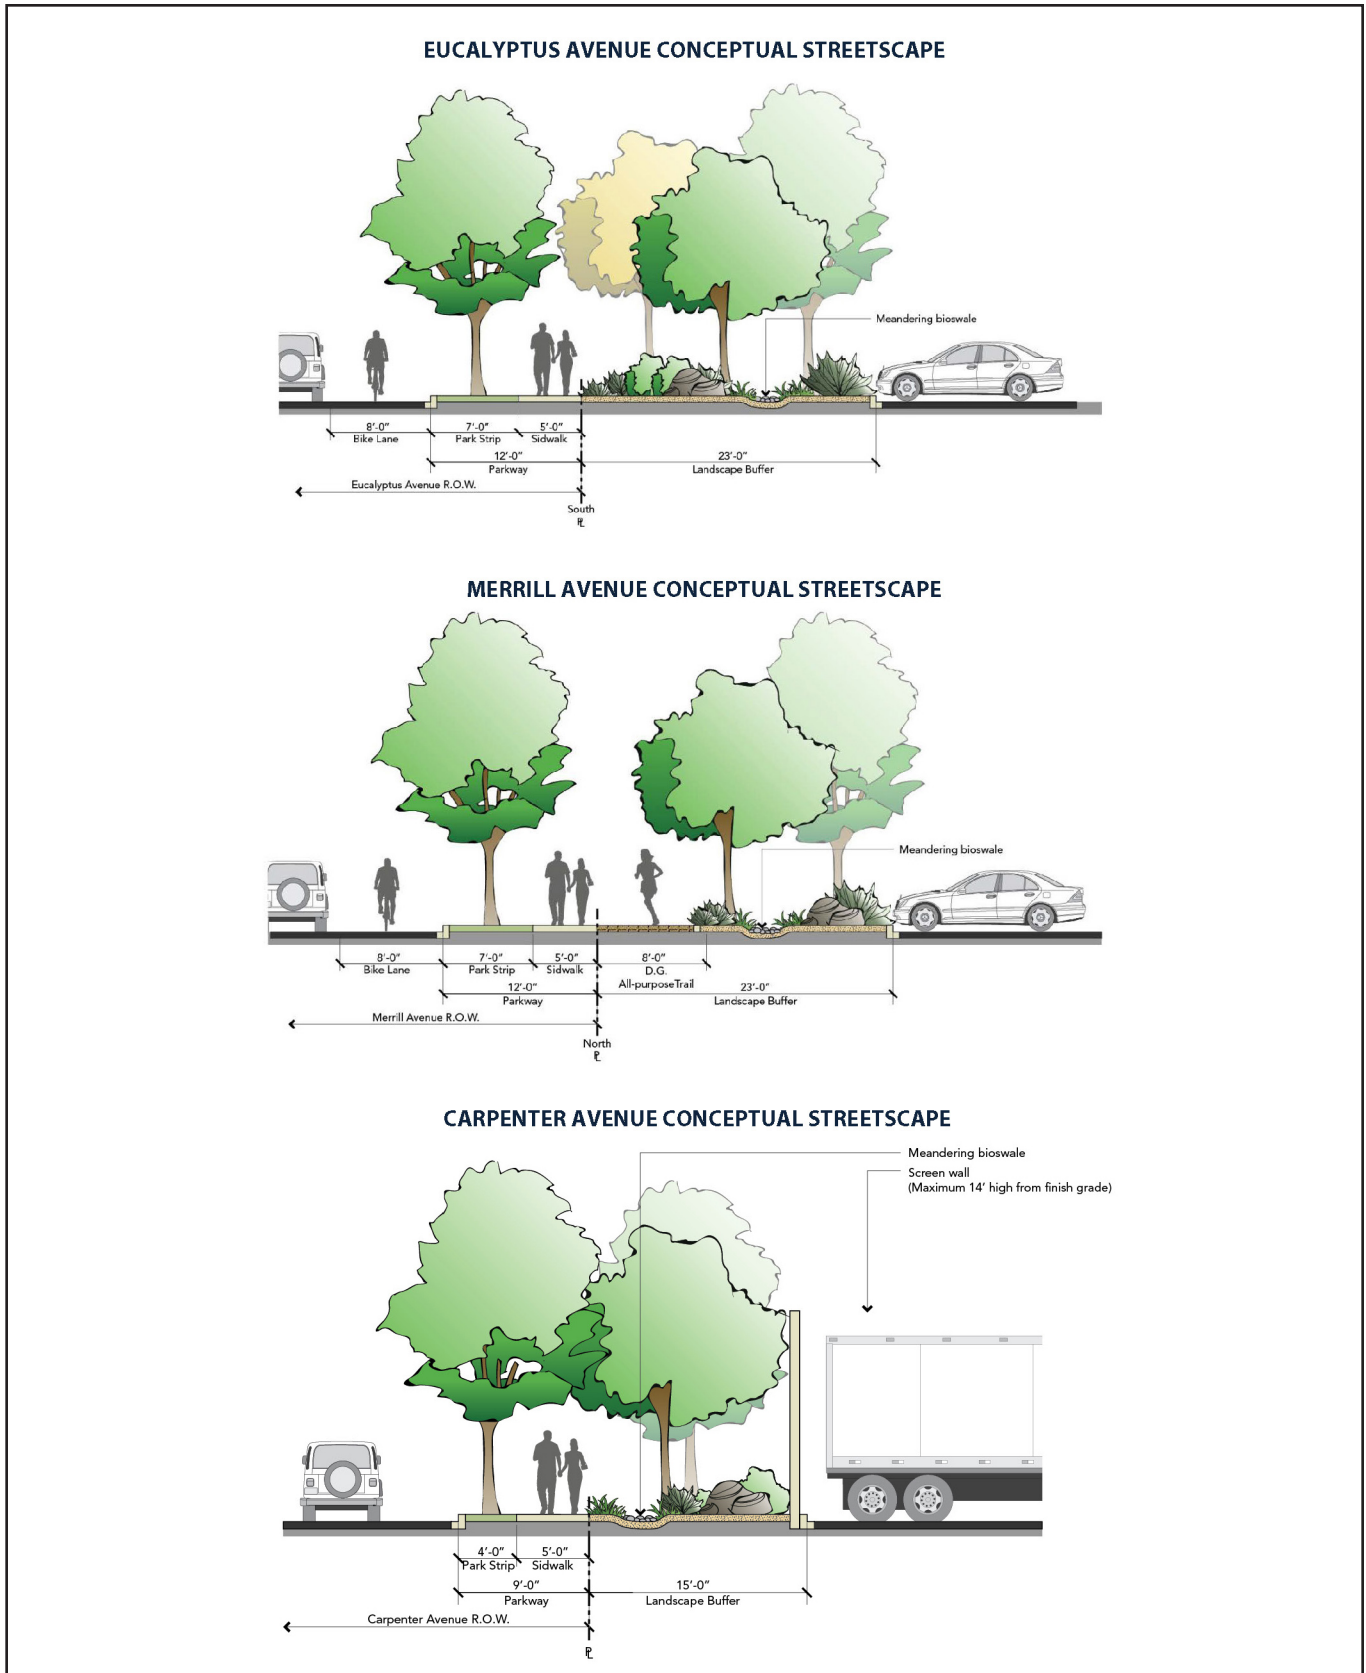 EUCALYPTUS AVENUE CONCEPTUAL STREETSCAPE
Meandering bioswale
8'-0"
Bike Lane
7'-0"
Park Strip
5'-0"
Sidwalk
12'-0"
Parkway
23'-0"
Landscape Buffer
Eucalyptus Avenue R.O.W.
South
PL
MERRILL AVENUE CONCEPTUAL STREETSCAPE
Meandering bioswale
8'-0"
Bike Lane
7'-0"
Park Strip
5'-0"
Sidwalk
8'-0"
D.G.
All-purposeTrail
12'-0"
Parkway
23'-0"
Landscape Buffer
Merrill Avenue R.O.W.
North
PL
CARPENTER AVENUE CONCEPTUAL STREETSCAPE
Meandering bioswale
Screen wall
(Maximum 14' high from finish grade)
4'-0"
Park Strip
5'-0"
Sidwalk
9'-0"
Parkway
15'-0"
Landscape Buffer
Carpenter Avenue R.O.W.
PL